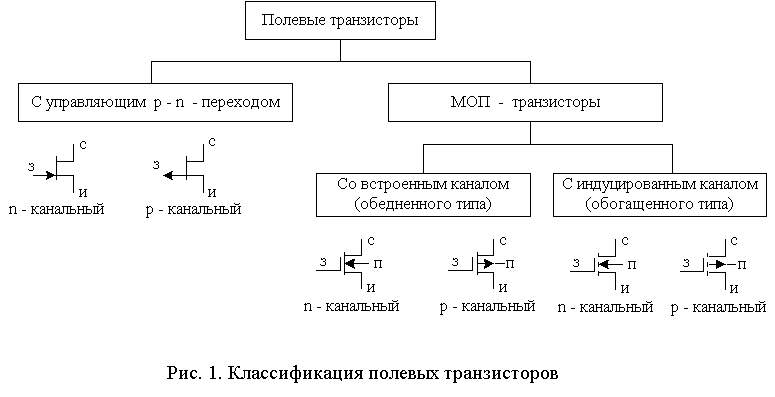 Полевые транзисторы
С управляющим p - n - переходом
МОП - транзисторы
с
з
и
n - канальный
с
з
и
p - канальный
Со встроенным каналом
(обедненного типа)
С индуцированным каналом
(обогащенного типа)
с
з
п
и
n - канальный
с
з
п
и
p - канальный
с
з
п
и
n - канальный
с
з
п
и
p - канальный
Рис. 1. Классификация полевых транзисторов